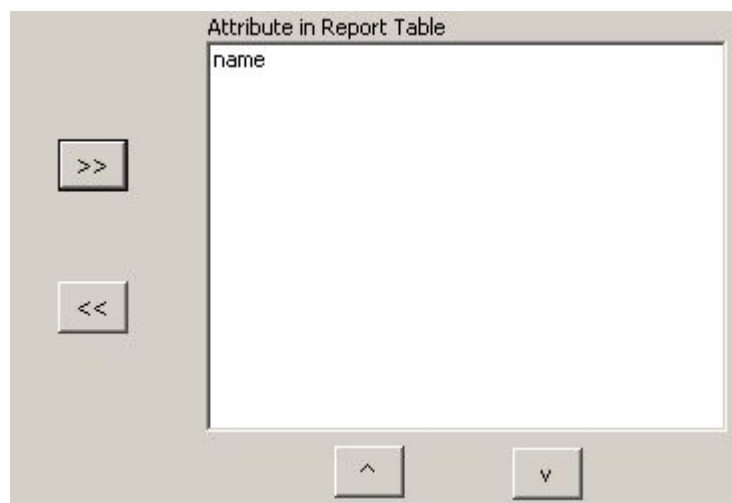 Attribute in Report Table
name
>>
<<
^
v